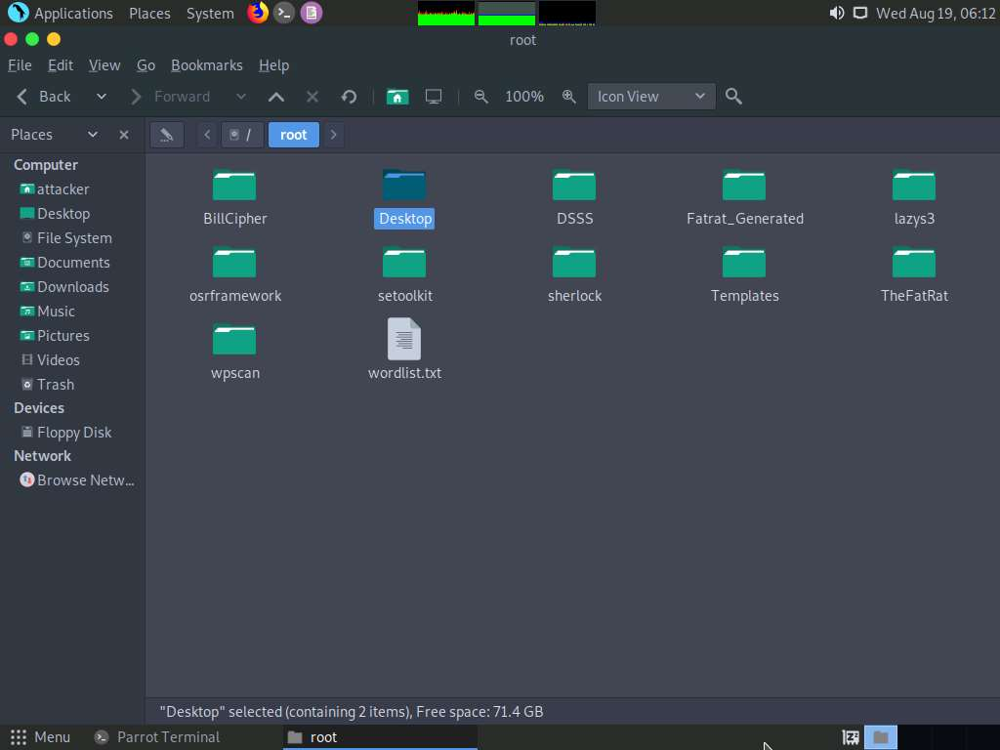 Applications Places System Wed Aug 19, 06:12
root
File Edit View Go Bookmarks Help
Back Forward 100% Icon View
Places / root
Computer
attacker
Desktop
File System
Documents
Downloads
Music
Pictures
Videos
Trash
Devices
Floppy Disk
Network
Browse Netw...
BillCipher Desktop DSSS Fatrat_Generated lazys3
osrframework setoolkit sherlock Templates TheFatRat
wpscan wordlist.txt
"Desktop" selected (containing 2 items), Free space: 71.4 GB
Menu Parrot Terminal root